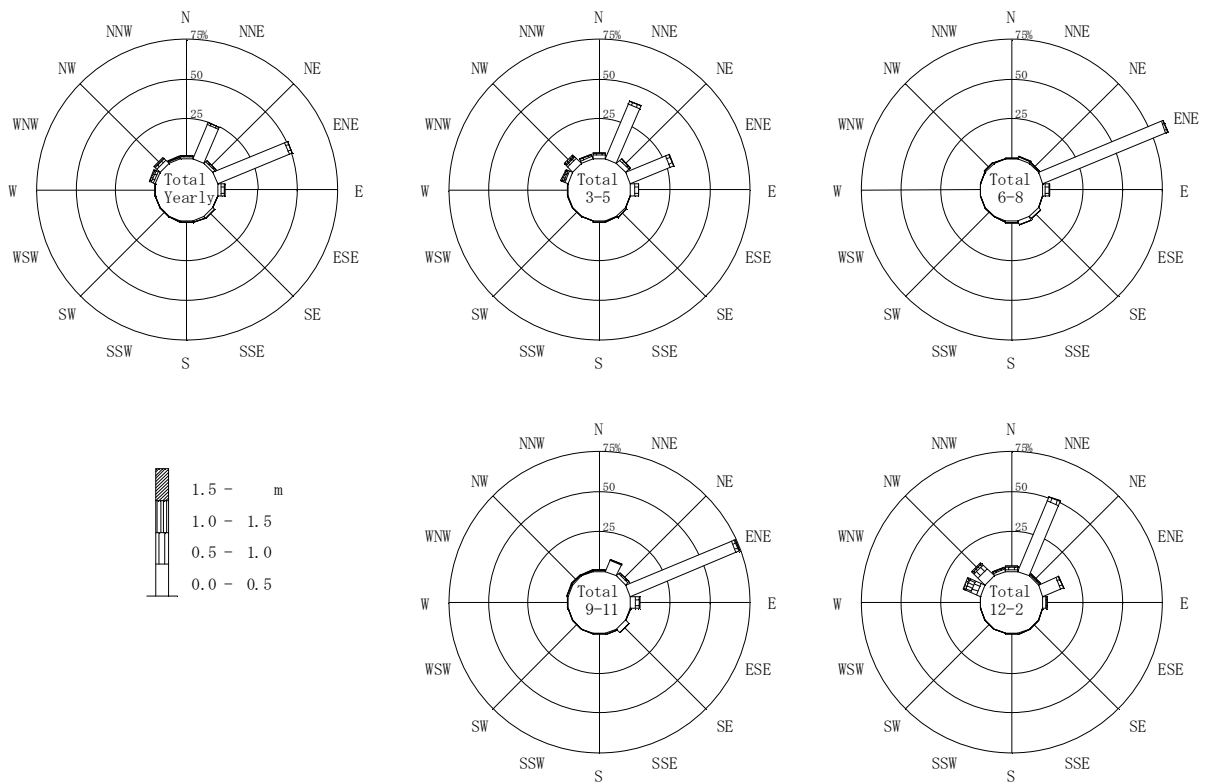 N
NNW NNE
75%
NW NE
50
WNW 25 ENE
Total
Yearly
W E
WSW ESE
SW SE
SSW SSE
S
N
NNW NNE
75%
NW NE
50
WNW 25 ENE
Total
3-5
W E
WSW ESE
SW SE
SSW SSE
S
N
NNW NNE
75%
NW NE
50
WNW 25 ENE
Total
6-8
W E
WSW ESE
SW SE
SSW SSE
S
1.5 - m
1.0 - 1.5
0.5 - 1.0
0.0 - 0.5
N
NNW NNE
75%
NW NE
50
WNW 25 ENE
Total
9-11
W E
WSW ESE
SW SE
SSW SSE
S
N
NNW NNE
75%
NW NE
50
WNW 25 ENE
Total
12-2
W E
WSW ESE
SW SE
SSW SSE
S